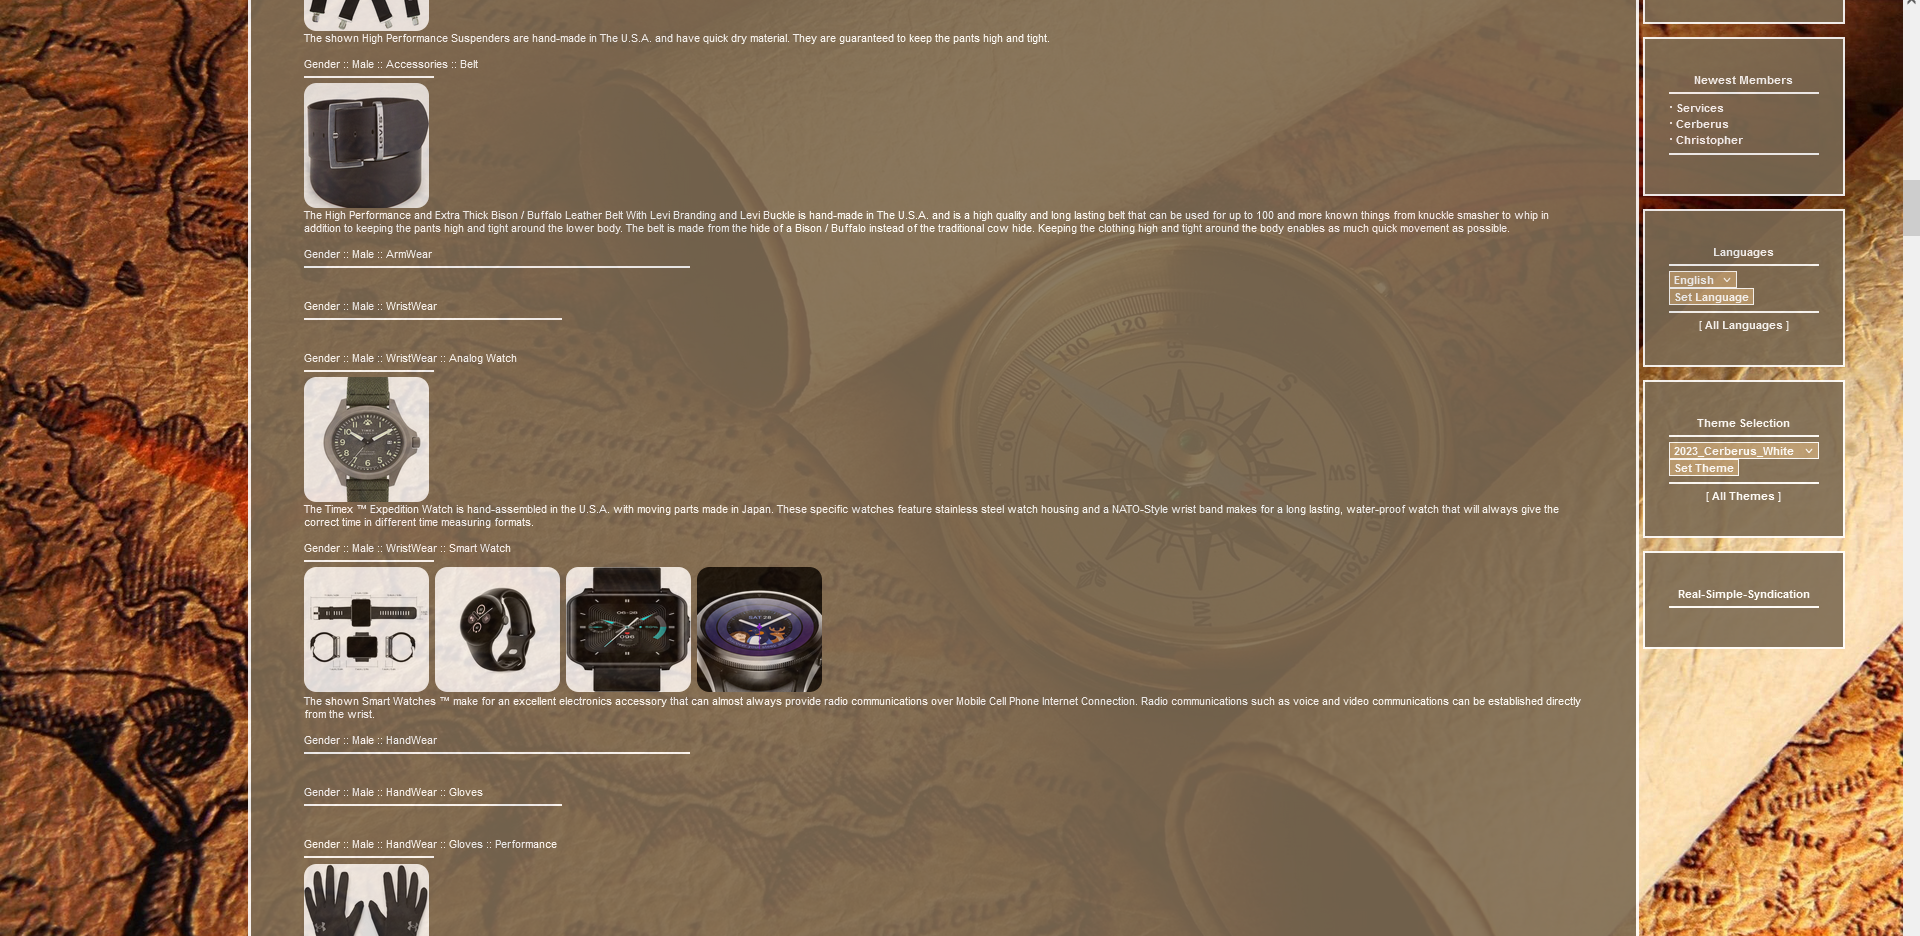 The shown High Performance Suspenders are hand-made in The U.S.A. and have quick dry material. They are guaranteed to keep the pants high and tight.
Gender :: Male :: Accessories :: Belt
Levi's
The High Performance and Extra Thick Bison / Buffalo Leather Belt With Levi Branding and Levi Buckle is hand-made in The U.S.A. and is a high quality and long lasting belt that can be used for up to 100 and more known things from knuckle smasher to whip in
addition to keeping the pants high and tight around the lower body. The belt is made from the hide of a Bison / Buffalo instead of the traditional cow hide. Keeping the clothing high and tight around the body enables as much quick movement as possible.
Gender :: Male :: ArmWear
Gender :: Male :: WristWear
Gender :: Male :: WristWear :: Analog Watch
The Timex ™ Expedition Watch is hand-assembled in the U.S.A. with moving parts made in Japan. These specific watches feature stainless steel watch housing and a NATO-Style wrist band makes for a long lasting, water-proof watch that will always give the
correct time in different time measuring formats.
Gender :: Male :: WristWear :: Smart Watch
SAT 28
The shown Smart Watches ™ make for an excellent electronics accessory that can almost always provide radio communications over Mobile Cell Phone Internet Connection. Radio communications such as voice and video communications can be established directly
from the wrist.
Gender :: Male :: HandWear
Gender :: Male :: HandWear :: Gloves
Gender :: Male :: HandWear :: Gloves :: Performance
120
100
80
60
NE
SE
S
SW
W
260
Newest Members
· Services
· Cerberus
· Christopher
Languages
English
Set Language
[ All Languages ]
Theme Selection
2023_Cerberus_White
Set Theme
[ All Themes ]
Real-Simple-Syndication